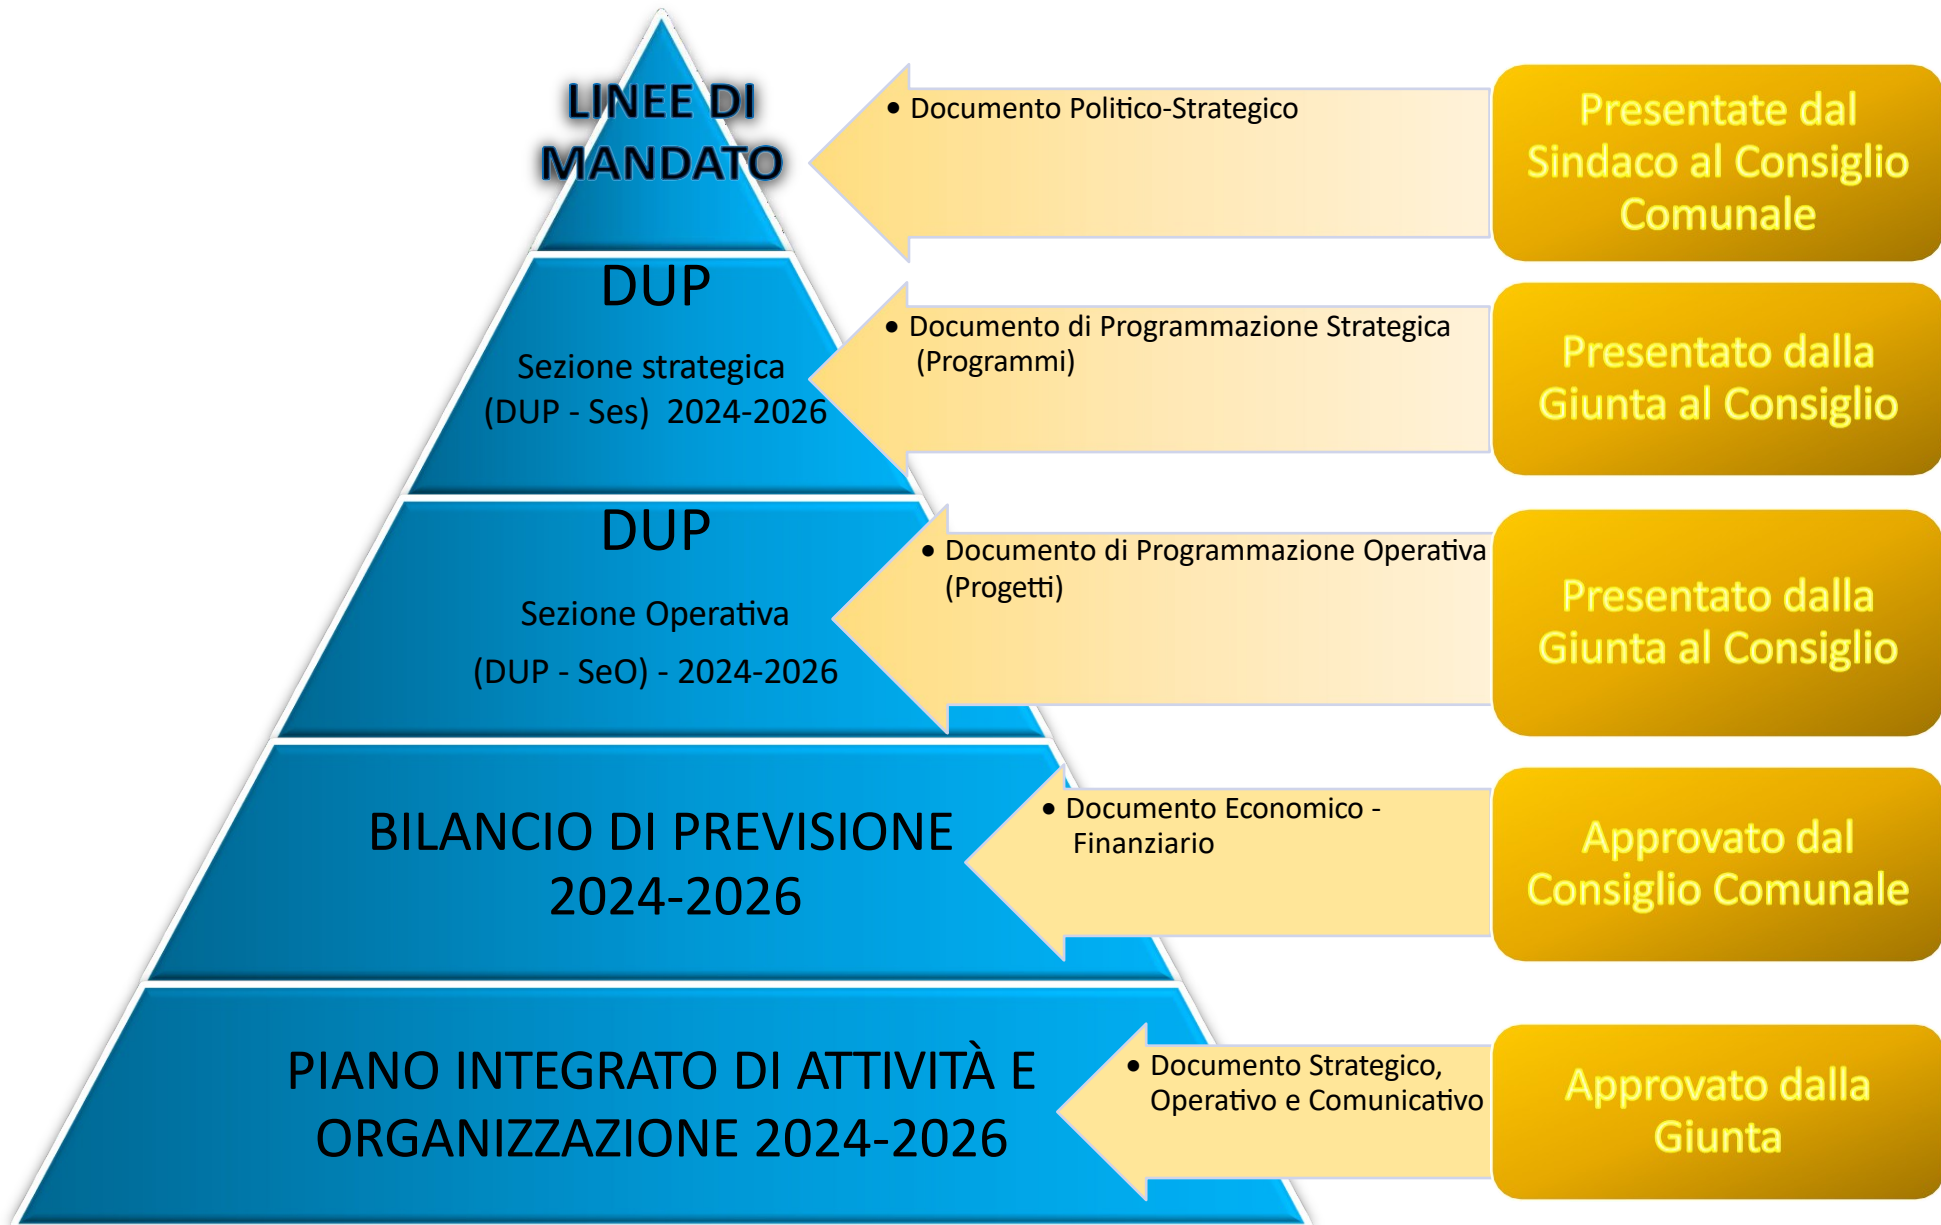 LINEE DI
MANDATO
• Documento Politico-Strategico
Presentate dal
Sindaco al Consiglio
Comunale
DUP
Sezione strategica
(DUP - Ses) 2024-2026
• Documento di Programmazione Strategica
(Programmi)
Presentato dalla
Giunta al Consiglio
DUP
Sezione Operativa
(DUP - SeO) - 2024-2026
• Documento di Programmazione Operativa
(Progetti)
Presentato dalla
Giunta al Consiglio
BILANCIO DI PREVISIONE
2024-2026
• Documento Economico -
Finanziario
Approvato dal
Consiglio Comunale
PIANO INTEGRATO DI ATTIVITÀ E
ORGANIZZAZIONE 2024-2026
• Documento Strategico,
Operativo e Comunicativo
Approvato dalla
Giunta